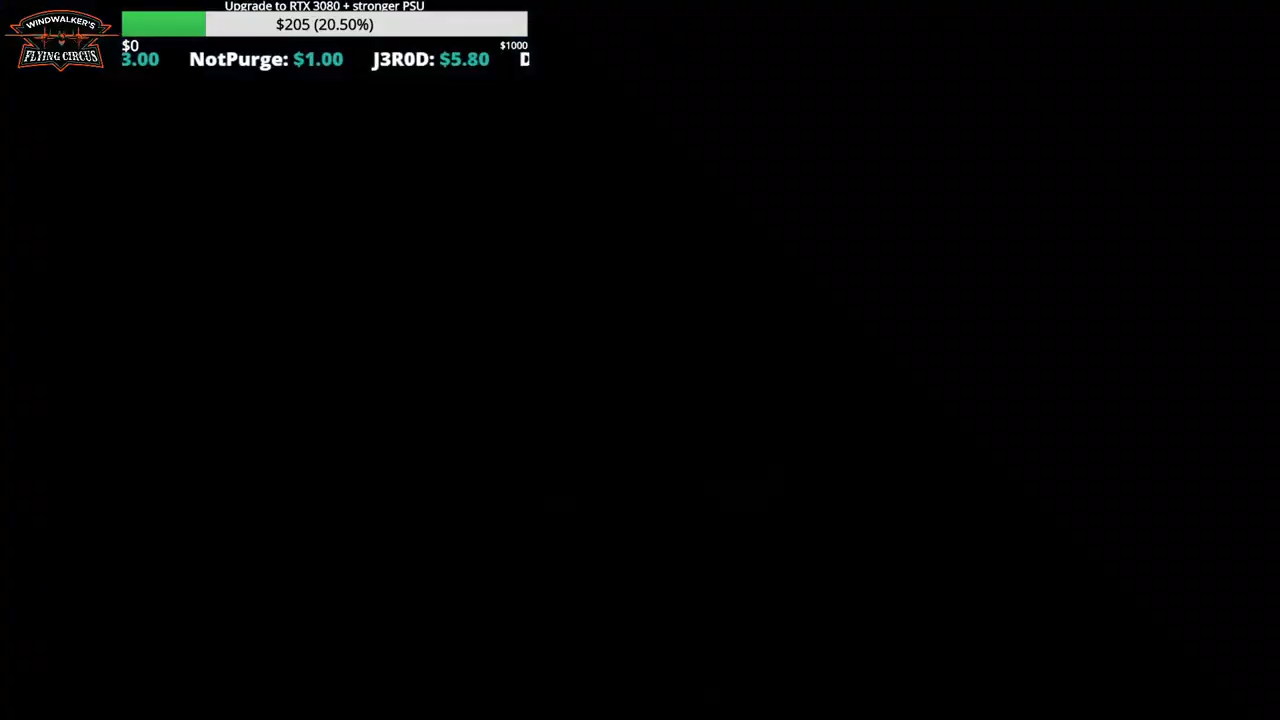 WINDWALKER'S
FLYING CIRCUS
Upgrade to RTX 3080 + stronger PSU
$205 (20.50%)
$0
$1000
3.00 NotPurge: $1.00 J3R0D: $5.80